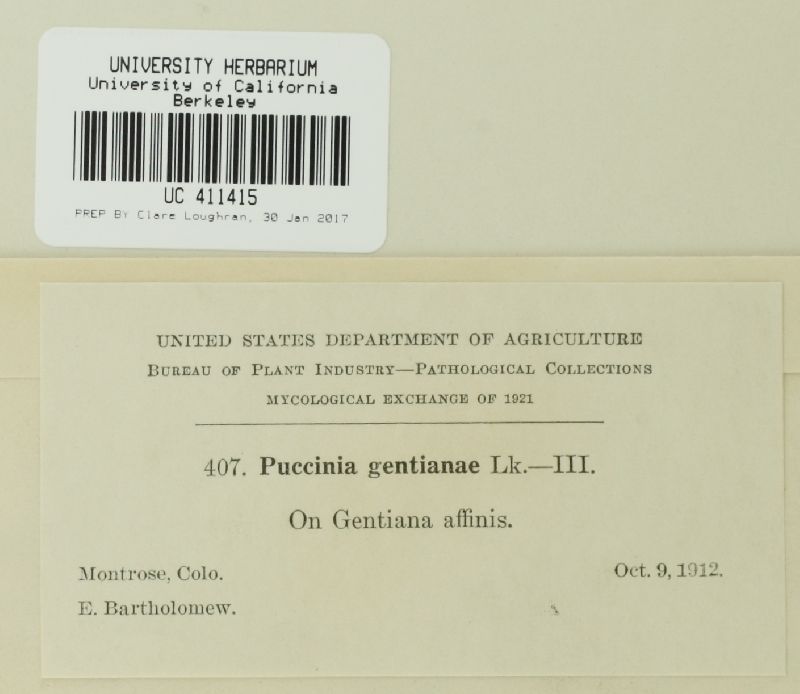 UNIVERSITY HERBARIUM
University of California
Berkeley
UC 411415
PREP BY Clare Loughran, 30 Jan 2017
UNITED STATES DEPARTMENT OF AGRICULTURE
BUREAU OF PLANT INDUSTRY—PATHOLOGICAL COLLECTIONS
MYCOLOGICAL EXCHANGE OF 1921
407. Puccinia gentianae Lk.—III.
On Gentiana affinis.
Montrose, Colo. Oct. 9, 1912.
E. Bartholomew.